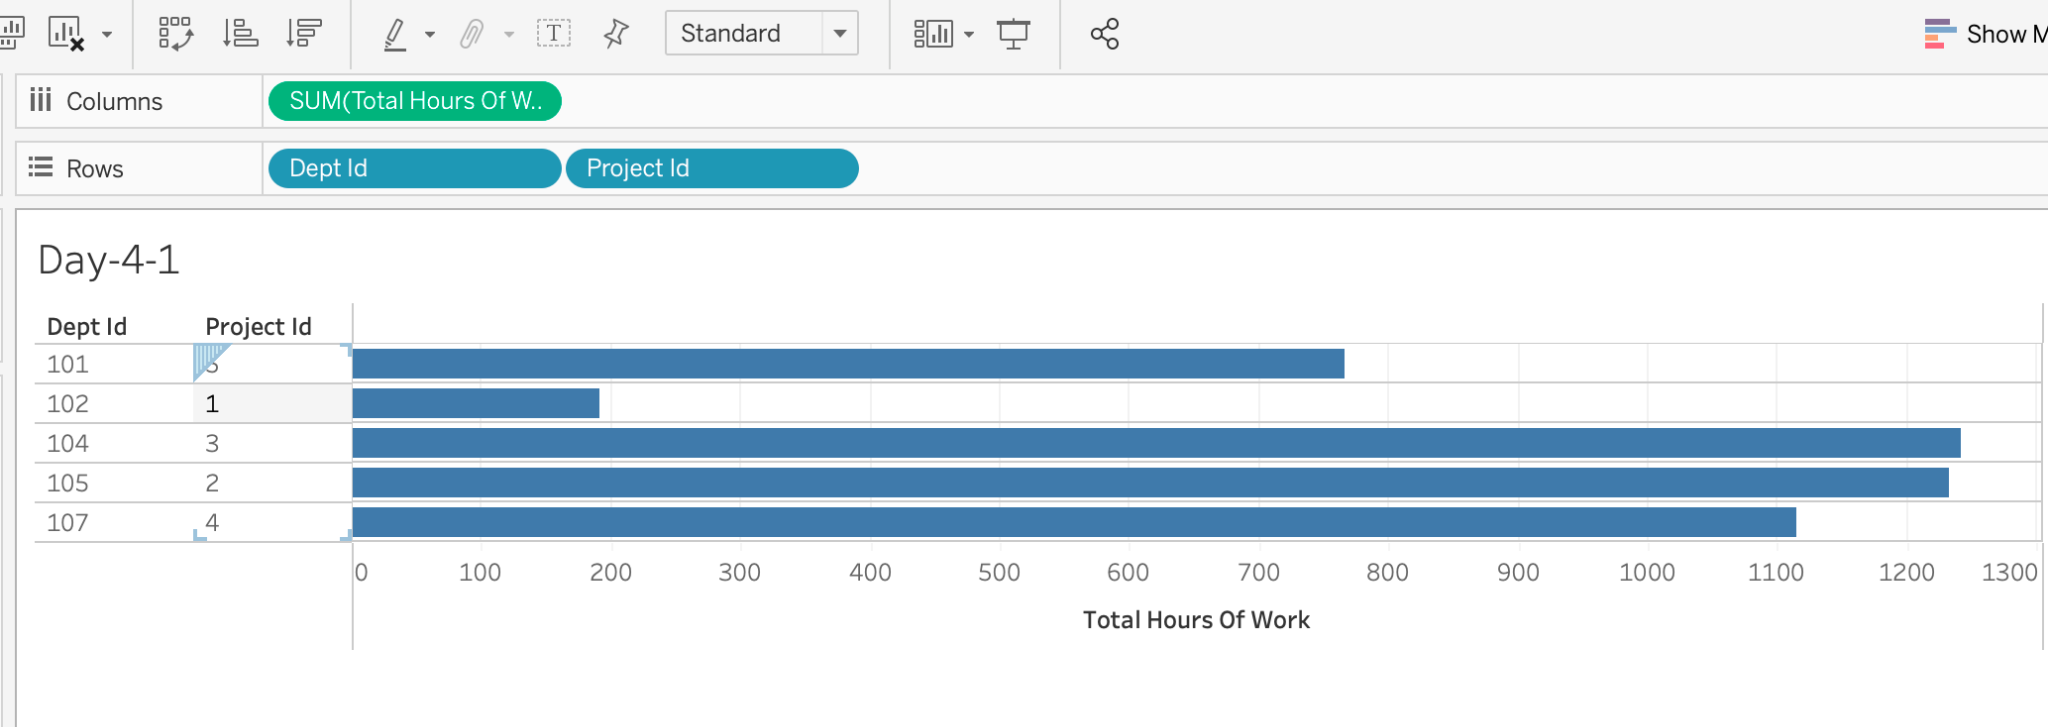 T Standard Show M
Columns SUM(Total Hours Of W..
Rows Dept Id Project Id
Day-4-1
Dept Id Project Id
101
102 1
104 3
105 2
107 4
0 100 200 300 400 500 600 700 800 900 1000 1100 1200 1300
Total Hours Of Work